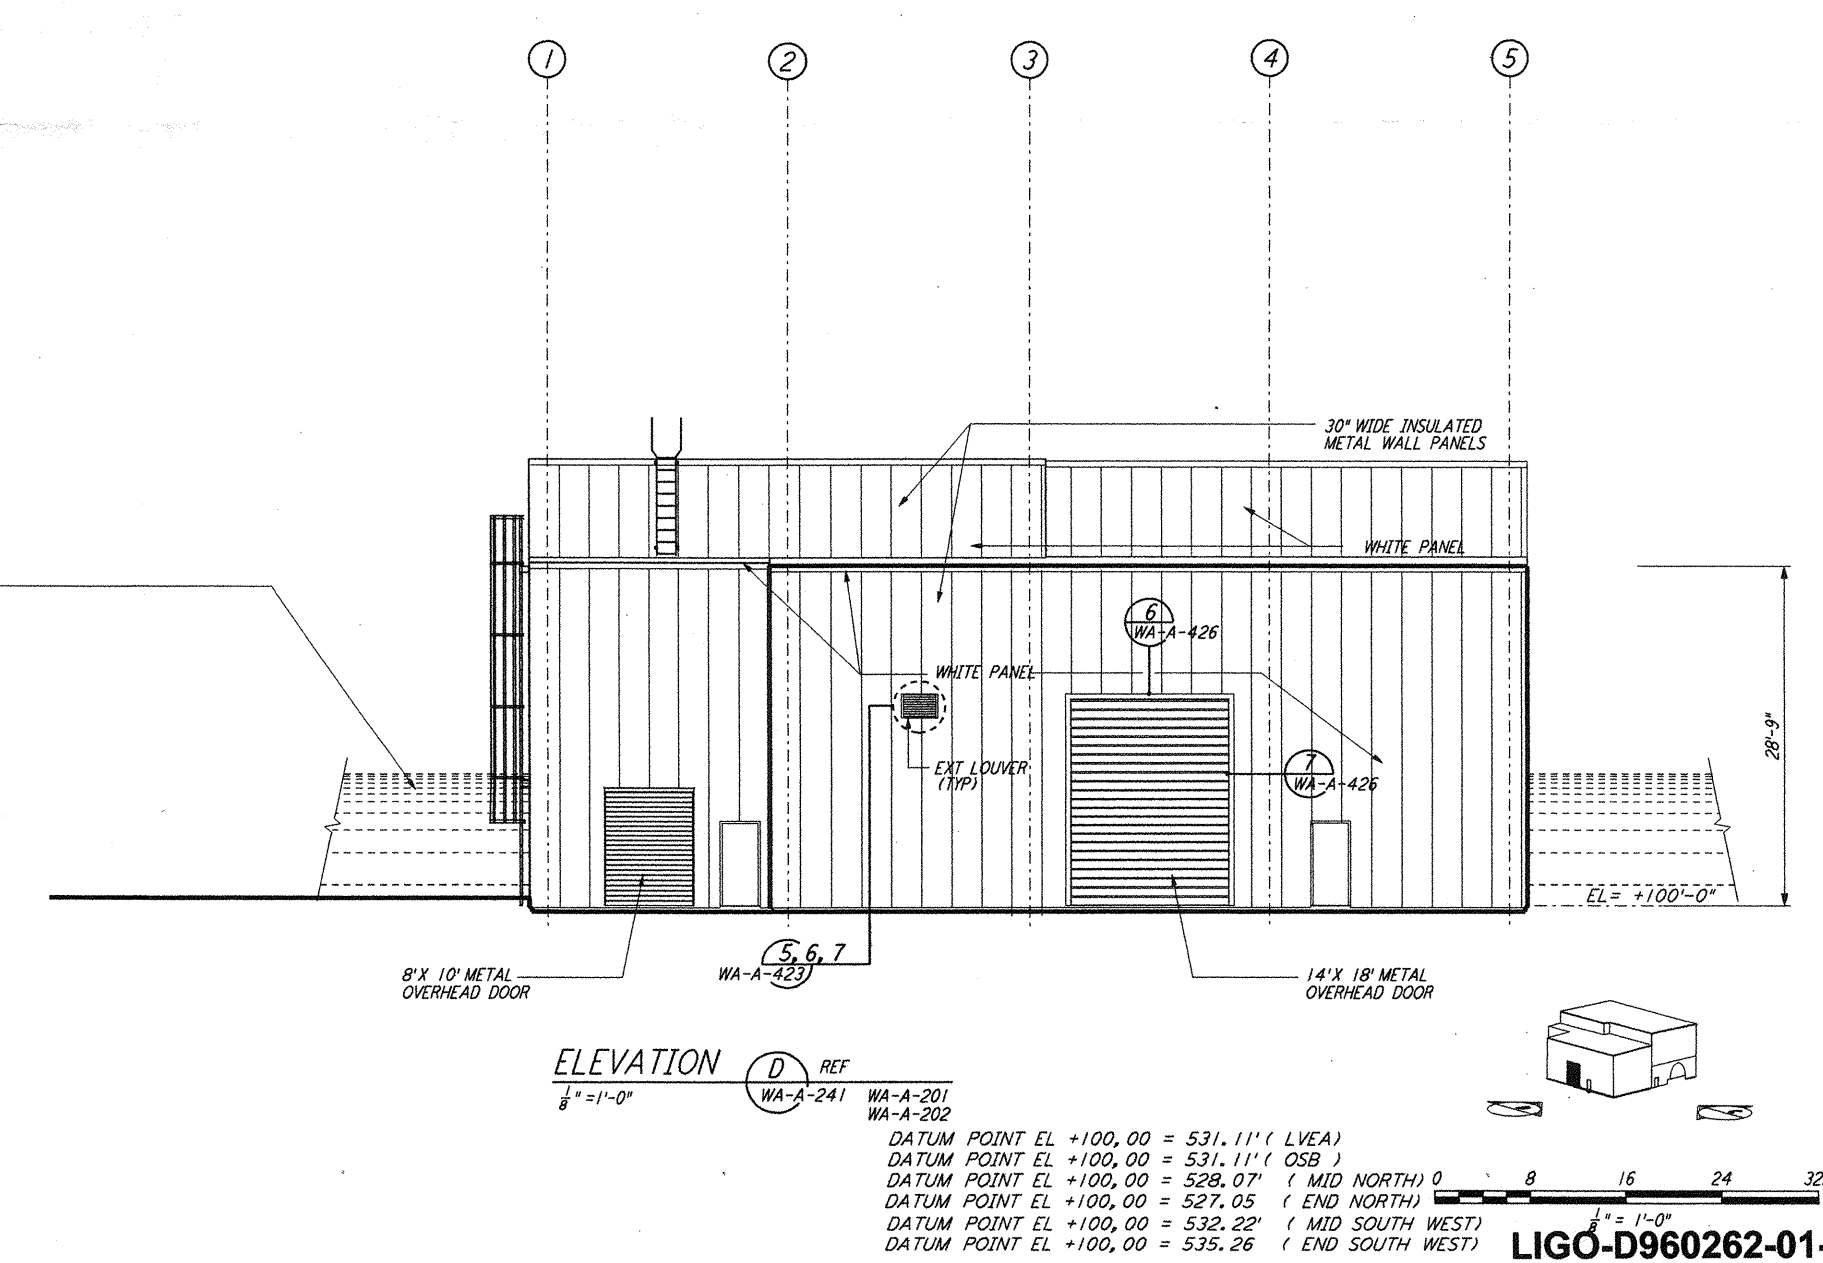 1 2 3 4 5
30" WIDE INSULATED
METAL WALL PANELS
WHITE PANEL
6
WA-A-426
WHITE PANEL
28'-9"
EXT LOUVER
(TYP)
7
WA-A-426
EL= +100'-0"
5, 6, 7
WA-A-423
8'X 10' METAL
OVERHEAD DOOR
14'X 18' METAL
OVERHEAD DOOR
ELEVATION D REF
1/8" =1'-0" WA-A-241 WA-A-201
WA-A-202
DATUM POINT EL +100,00 = 531.11' ( LVEA)
DATUM POINT EL +100,00 = 531.11' ( OSB )
DATUM POINT EL +100,00 = 528.07' ( MID NORTH)
DATUM POINT EL +100,00 = 527.05 ( END NORTH)
DATUM POINT EL +100,00 = 532.22' ( MID SOUTH WEST)
DATUM POINT EL +100,00 = 535.26 ( END SOUTH WEST)
0 8 16 24 32
1/8" = 1'-0"
LIGO-D960262-01-